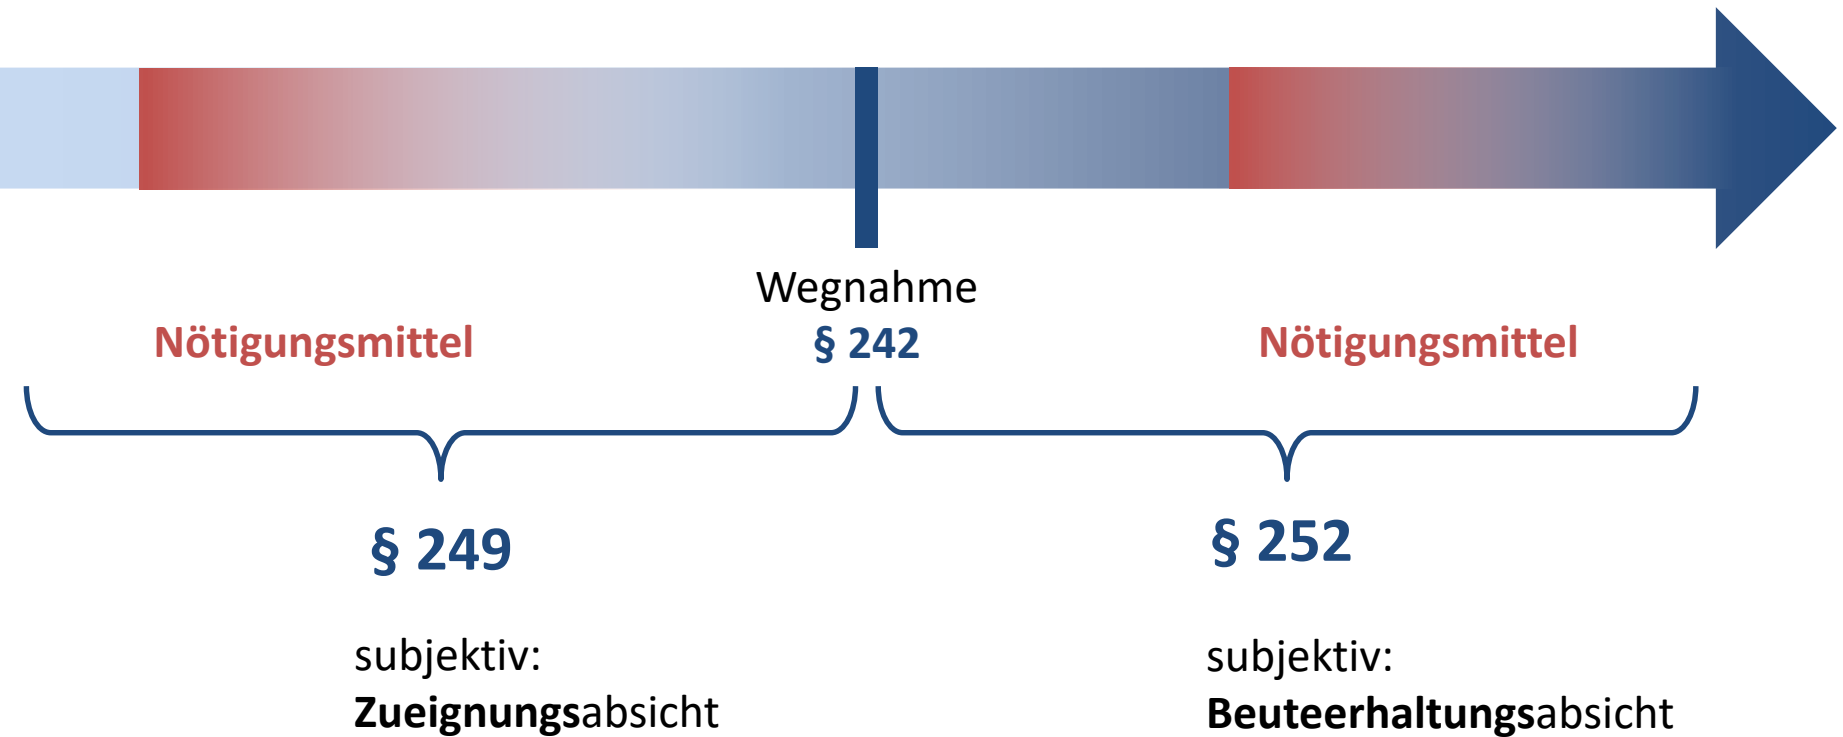 Wegnahme
Nötigungsmittel
§ 242
Nötigungsmittel
§ 249
§ 252
subjektiv:
Zueignungsabsicht
subjektiv:
Beuteerhaltungsabsicht